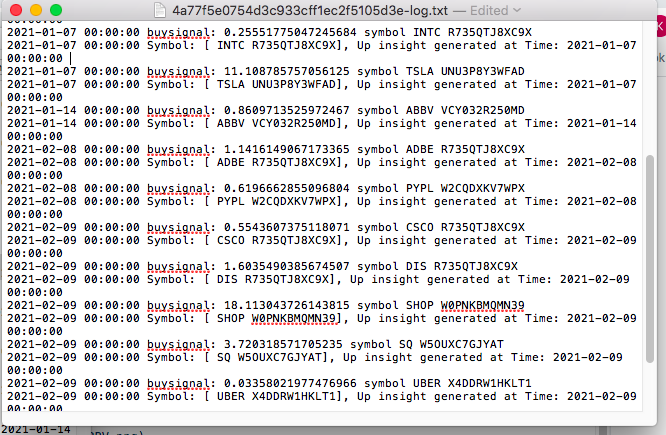 4a77f5e0754d3c933cff1ec2f5105d3e-log.txt — Edited
00:00:00
2021-01-07 00:00:00 buysignal: 0.25551775047245684 symbol INTC R735QTJ8XC9X
2021-01-07 00:00:00 Symbol: [ INTC R735QTJ8XC9X], Up insight generated at Time: 2021-01-07
00:00:00
2021-01-07 00:00:00 buysignal: 11.108785757056125 symbol TSLA UNU3P8Y3WFAD
2021-01-07 00:00:00 Symbol: [ TSLA UNU3P8Y3WFAD], Up insight generated at Time: 2021-01-07
00:00:00
2021-01-14 00:00:00 buysignal: 0.8609713525972467 symbol ABBV VCY032R250MD
2021-01-14 00:00:00 Symbol: [ ABBV VCY032R250MD], Up insight generated at Time: 2021-01-14
00:00:00
2021-02-08 00:00:00 buysignal: 1.1416149067173365 symbol ADBE R735QTJ8XC9X
2021-02-08 00:00:00 Symbol: [ ADBE R735QTJ8XC9X], Up insight generated at Time: 2021-02-08
00:00:00
2021-02-08 00:00:00 buysignal: 0.6196662855096804 symbol PYPL W2CQDXKV7WPX
2021-02-08 00:00:00 Symbol: [ PYPL W2CQDXKV7WPX], Up insight generated at Time: 2021-02-08
00:00:00
2021-02-09 00:00:00 buysignal: 0.5543607375118071 symbol CSCO R735QTJ8XC9X
2021-02-09 00:00:00 Symbol: [ CSCO R735QTJ8XC9X], Up insight generated at Time: 2021-02-09
00:00:00
2021-02-09 00:00:00 buysignal: 1.6035490385674507 symbol DIS R735QTJ8XC9X
2021-02-09 00:00:00 Symbol: [ DIS R735QTJ8XC9X], Up insight generated at Time: 2021-02-09
00:00:00
2021-02-09 00:00:00 buysignal: 18.113043726143815 symbol SHOP W0PNKBMQMN39
2021-02-09 00:00:00 Symbol: [ SHOP W0PNKBMQMN39], Up insight generated at Time: 2021-02-09
00:00:00
2021-02-09 00:00:00 buysignal: 3.720318571705235 symbol SQ W5OUXC7GJYAT
2021-02-09 00:00:00 Symbol: [ SQ W5OUXC7GJYAT], Up insight generated at Time: 2021-02-09
00:00:00
2021-02-09 00:00:00 buysignal: 0.03358021977476966 symbol UBER X4DDRW1HKLT1
2021-02-09 00:00:00 Symbol: [ UBER X4DDRW1HKLT1], Up insight generated at Time: 2021-02-09
00:00:00
2021-01-14